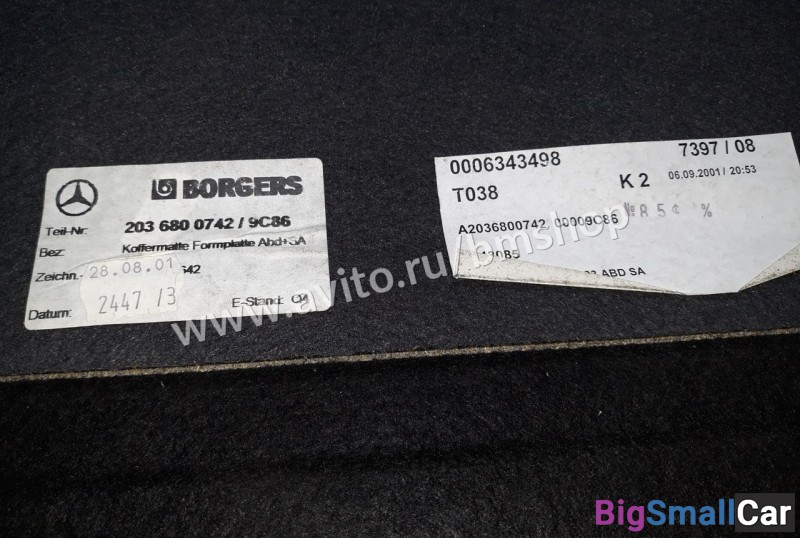 BORGERS
Teil-Nr: 203 680 0742 / 9C86
Bez: Koffermatte Formplatte Abd+SA
Zeichn.- 28.08.01 642
Datum: 2447 /3 E-Stand:
0006343498 7397 / 08
T038 K 2 06.09.2001 / 20:53
A2036800742 00009C86
ABD SA
www.avito.ru/bmshop
BigSmallCar